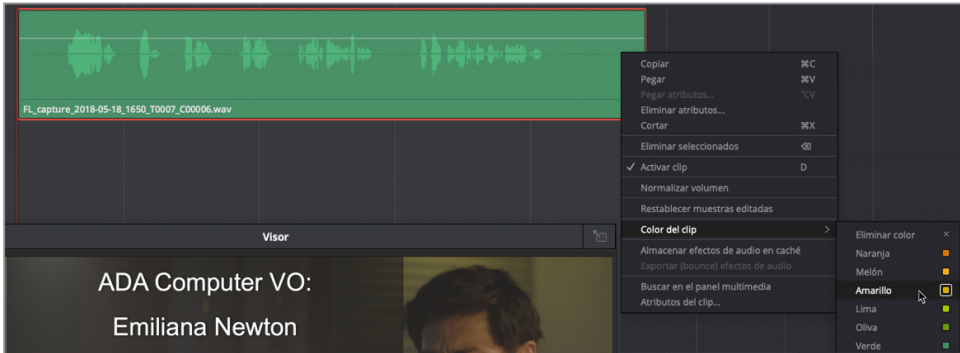 FL_capture_2018-05-18_1650_T0007_C00006.wav
Copiar ⌘C
Pegar ⌘V
Pegar atributos... ⌥V
Eliminar atributos...
Cortar ⌘X
Eliminar seleccionados ⌫
✓ Activar clip D
Normalizar volumen
Restablecer muestras editadas
Color del clip >
Almacenar efectos de audio en caché
Exportar (bounce) efectos de audio
Buscar en el panel multimedia
Atributos del clip...
Eliminar color ×
Naranja
Melón
Amarillo
Lima
Oliva
Verde
Visor
ADA Computer VO:
Emiliana Newton